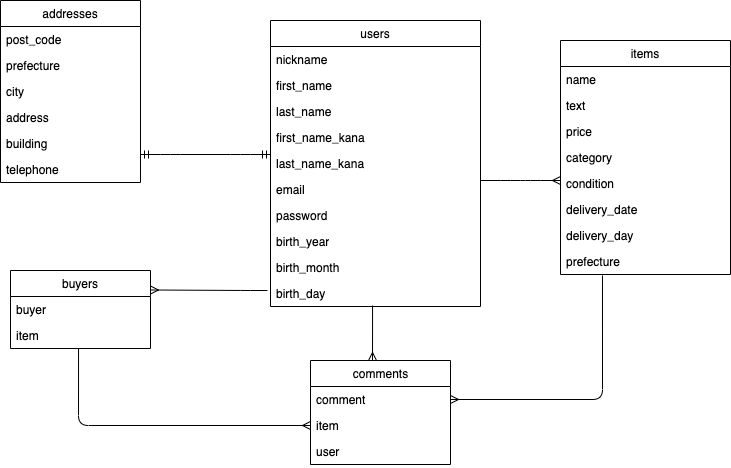 addresses
post_code
prefecture
city
address
building
telephone
users
nickname
first_name
last_name
first_name_kana
last_name_kana
email
password
birth_year
birth_month
birth_day
items
name
text
price
category
condition
delivery_date
delivery_day
prefecture
buyers
buyer
item
comments
comment
item
user